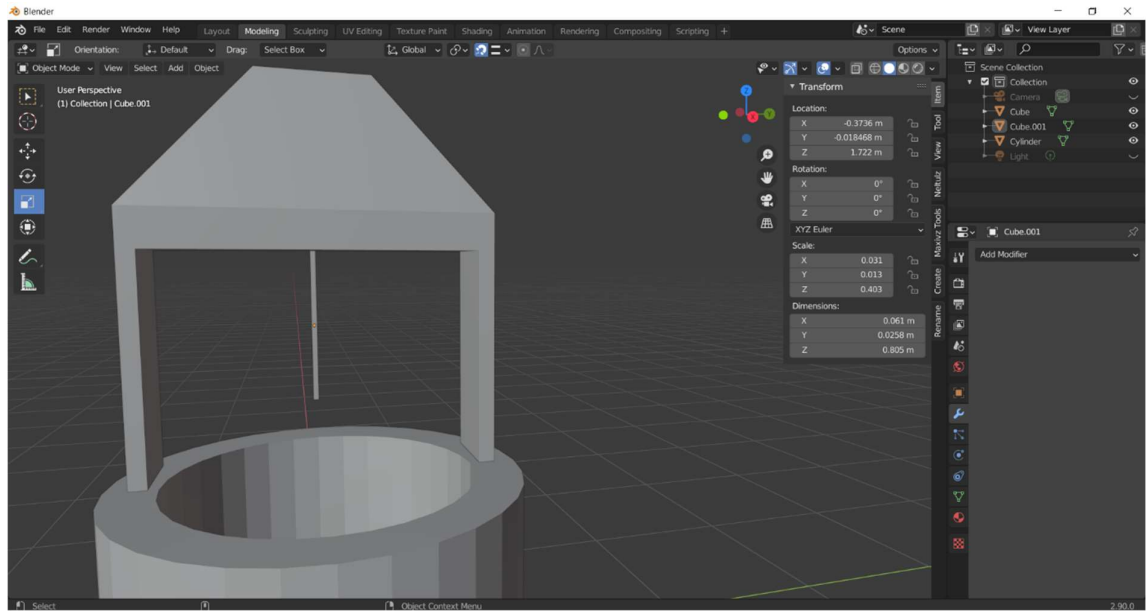 Blender
File Edit Render Window Help Layout Modeling Sculpting UV Editing Texture Paint Shading Animation Rendering Compositing Scripting + Scene View Layer
Orientation: Default Drag: Select Box Global Options
Object Mode View Select Add Object
User Perspective
(1) Collection | Cube.001
Transform
Location:
X -0.3736 m
Y -0.018468 m
Z 1.722 m
Rotation:
X 0°
Y 0°
Z 0°
XYZ Euler
Scale:
X 0.031
Y 0.013
Z 0.403
Dimensions:
X 0.061 m
Y 0.0258 m
Z 0.805 m
Item
Tool
View
Neltulz
Maxivz Tools
Create
Rename
Scene Collection
Collection
Camera
Cube
Cube.001
Cylinder
Light
Cube.001
Add Modifier
Select Object Context Menu 2.90.0